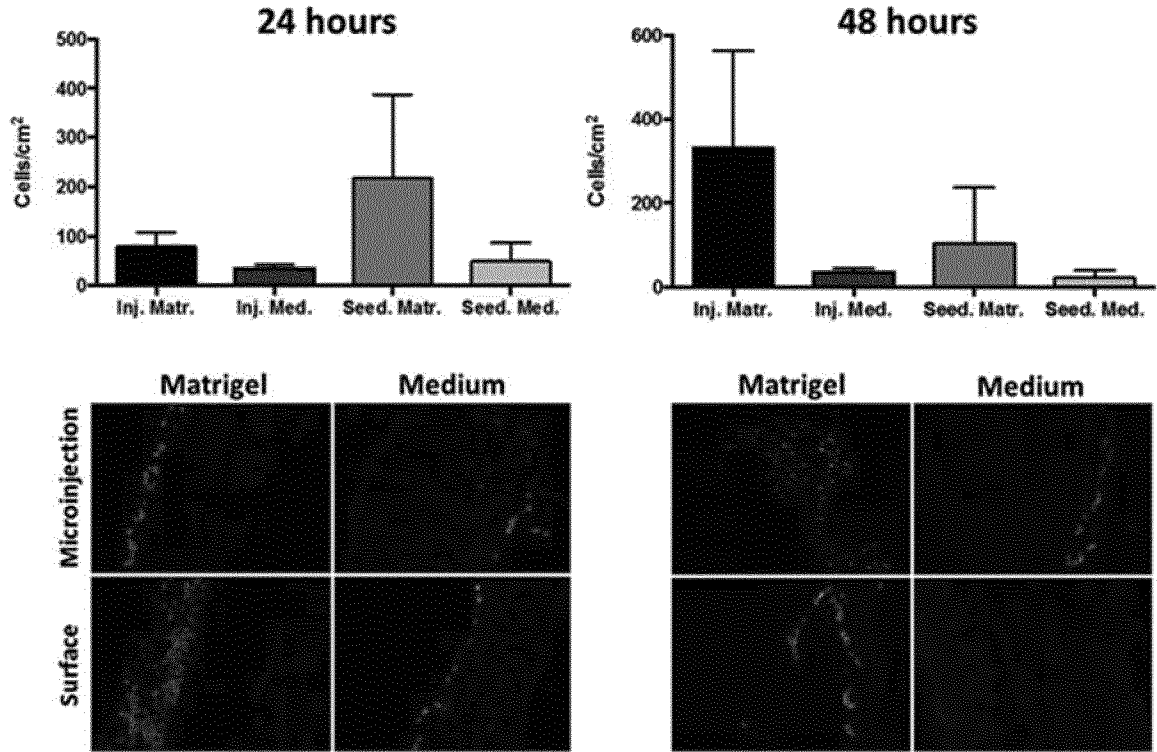 24 hours
500
400
300
200
100
0
Cells/cm²
Inj. Matr.
Inj. Med.
Seed. Matr.
Seed. Med.
48 hours
600
400
200
0
Cells/cm²
Inj. Matr.
Inj. Med.
Seed. Matr.
Seed. Med.
Matrigel
Medium
Matrigel
Medium
Microinjection
Surface